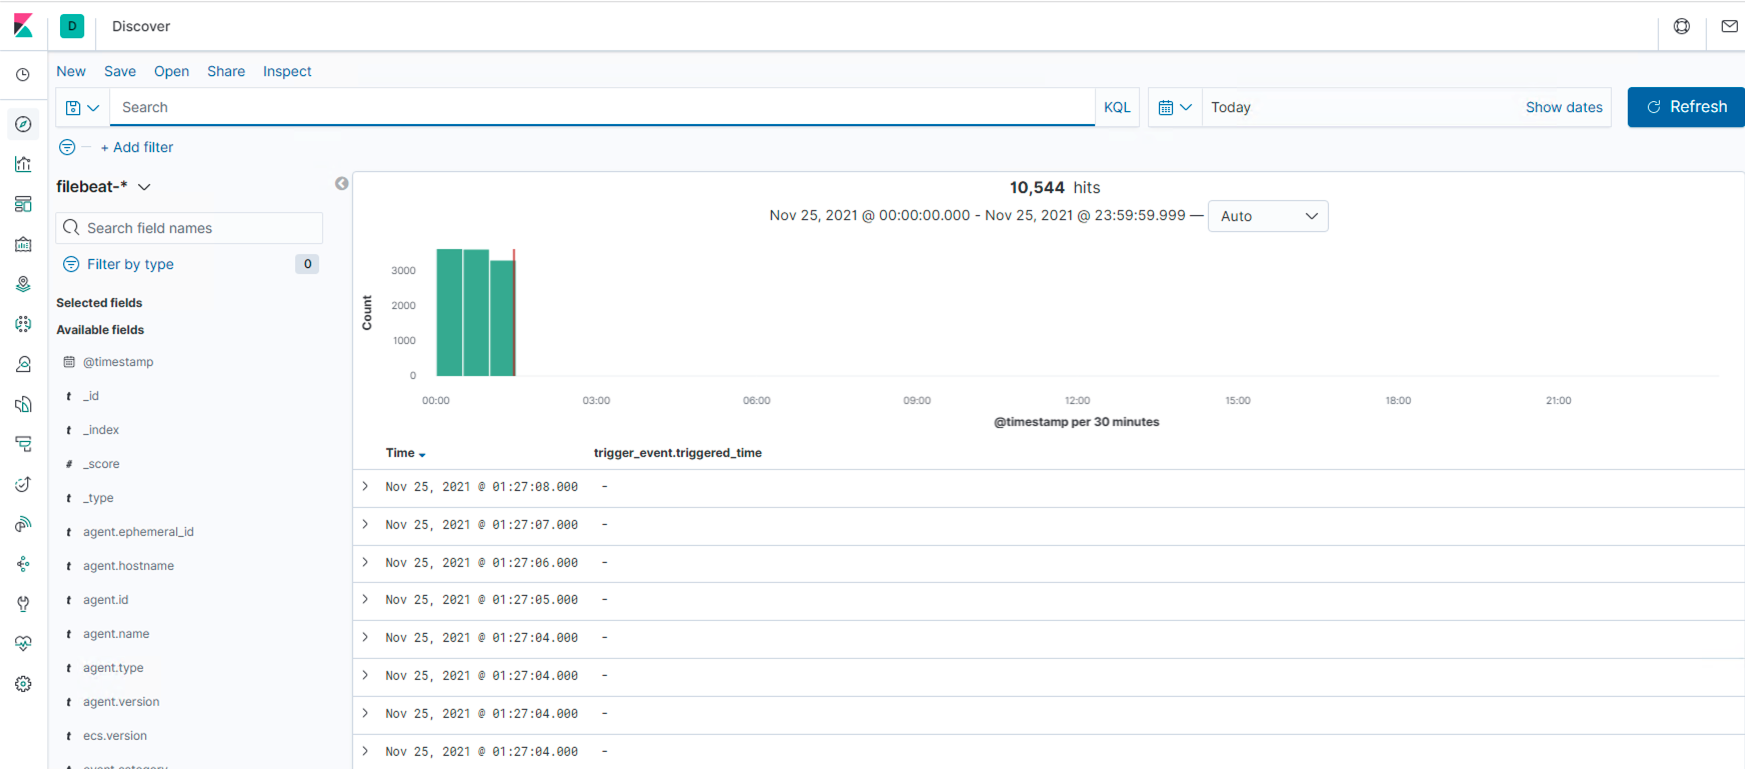 D Discover
New Save Open Share Inspect
Search KQL Today Show dates Refresh
+ Add filter
filebeat-*
Search field names
Filter by type 0
Selected fields
Available fields
@timestamp
t _id
t _index
# _score
t _type
t agent.ephemeral_id
t agent.hostname
t agent.id
t agent.name
t agent.type
t agent.version
t ecs.version
event.category
10,544 hits
Nov 25, 2021 @ 00:00:00.000 - Nov 25, 2021 @ 23:59:59.999 — Auto
Count
3000
2000
1000
0
00:00 03:00 06:00 09:00 12:00 15:00 18:00 21:00
@timestamp per 30 minutes
Time trigger_event.triggered_time
Nov 25, 2021 @ 01:27:08.000 -
Nov 25, 2021 @ 01:27:07.000 -
Nov 25, 2021 @ 01:27:06.000 -
Nov 25, 2021 @ 01:27:05.000 -
Nov 25, 2021 @ 01:27:04.000 -
Nov 25, 2021 @ 01:27:04.000 -
Nov 25, 2021 @ 01:27:04.000 -
Nov 25, 2021 @ 01:27:04.000 -